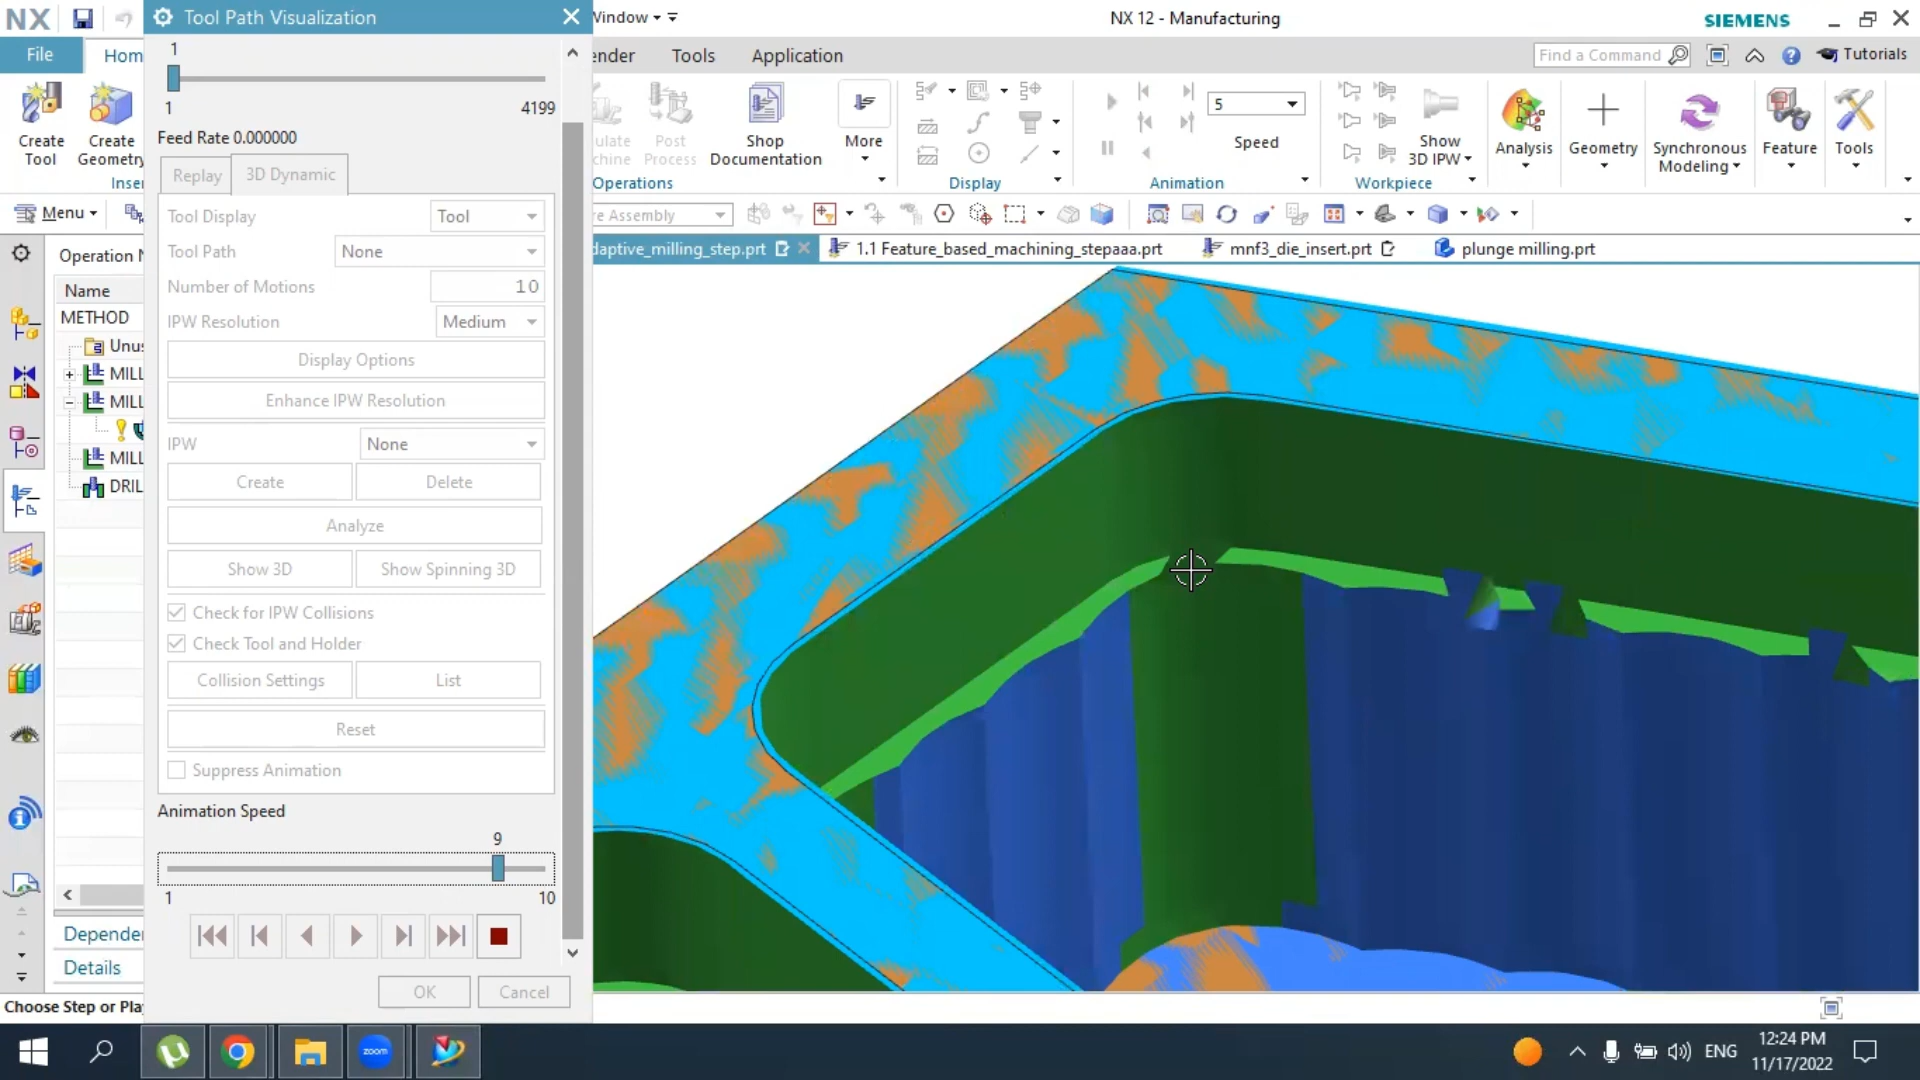 NX
Tool Path Visualization
Window
NX 12 - Manufacturing
SIEMENS
File
Hom
ender
Tools
Application
Find a Command
Tutorials
1
1
4199
Feed Rate 0.000000
Create Tool
Create Geometry
Inser
ulate
chine
Post Process
Shop Documentation
More
Operations
Display
5
Speed
Animation
Show 3D IPW
Workpiece
Analysis
Geometry
Synchronous Modeling
Feature
Tools
Menu
re Assembly
Replay
3D Dynamic
Operation N
daptive_milling_step.prt
1.1 Feature_based_machining_stepaaa.prt
mnf3_die_insert.prt
plunge milling.prt
Name
METHOD
Unus
MILL
MILL
MILL
DRIL
Tool Display
Tool
Tool Path
None
Number of Motions
10
IPW Resolution
Medium
Display Options
Enhance IPW Resolution
IPW
None
Create
Delete
Analyze
Show 3D
Show Spinning 3D
Check for IPW Collisions
Check Tool and Holder
Collision Settings
List
Reset
Suppress Animation
Animation Speed
9
1
10
Depender
Details
OK
Cancel
Choose Step or Pla
zoom
ENG
12:24 PM
11/17/2022